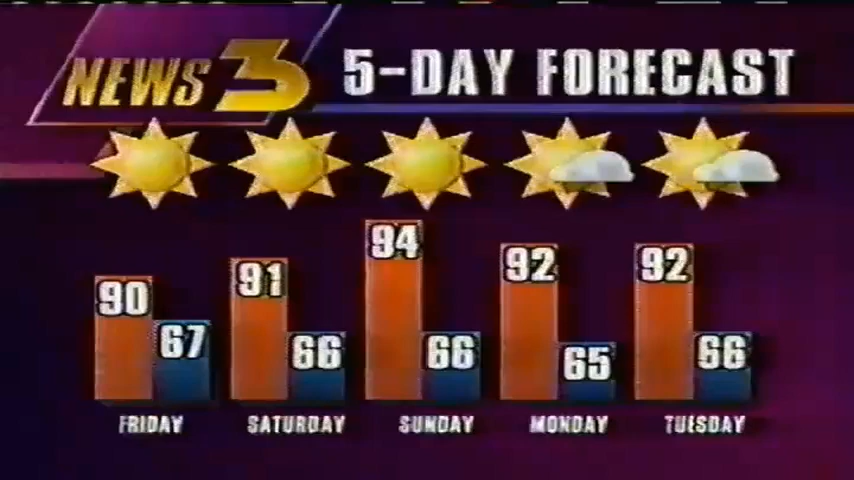 NEWS 3 5-DAY FORECAST
90 67 91 66 94 66 92 65 92 66
FRIDAY SATURDAY SUNDAY MONDAY TUESDAY